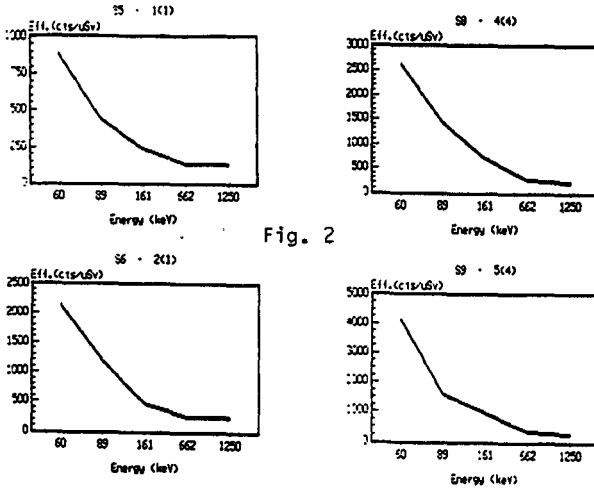 S5 - 1(1)
Eff.(cts/uSv)
1000
750
500
250
0
60 89 161 662 1250
Energy (keV)
S8 - 4(4)
Eff.(cts/uSv)
3000
2500
2000
1500
1000
500
0
60 89 161 662 1250
Energy (keV)
Fig. 2
S6 - 2(1)
Eff.(cts/uSv)
2500
2000
1500
1000
500
0
60 89 161 662 1250
Energy (keV)
S9 - 5(4)
Eff.(cts/uSv)
5000
4000
3000
2000
1000
0
60 89 161 662 1250
Energy (keV)